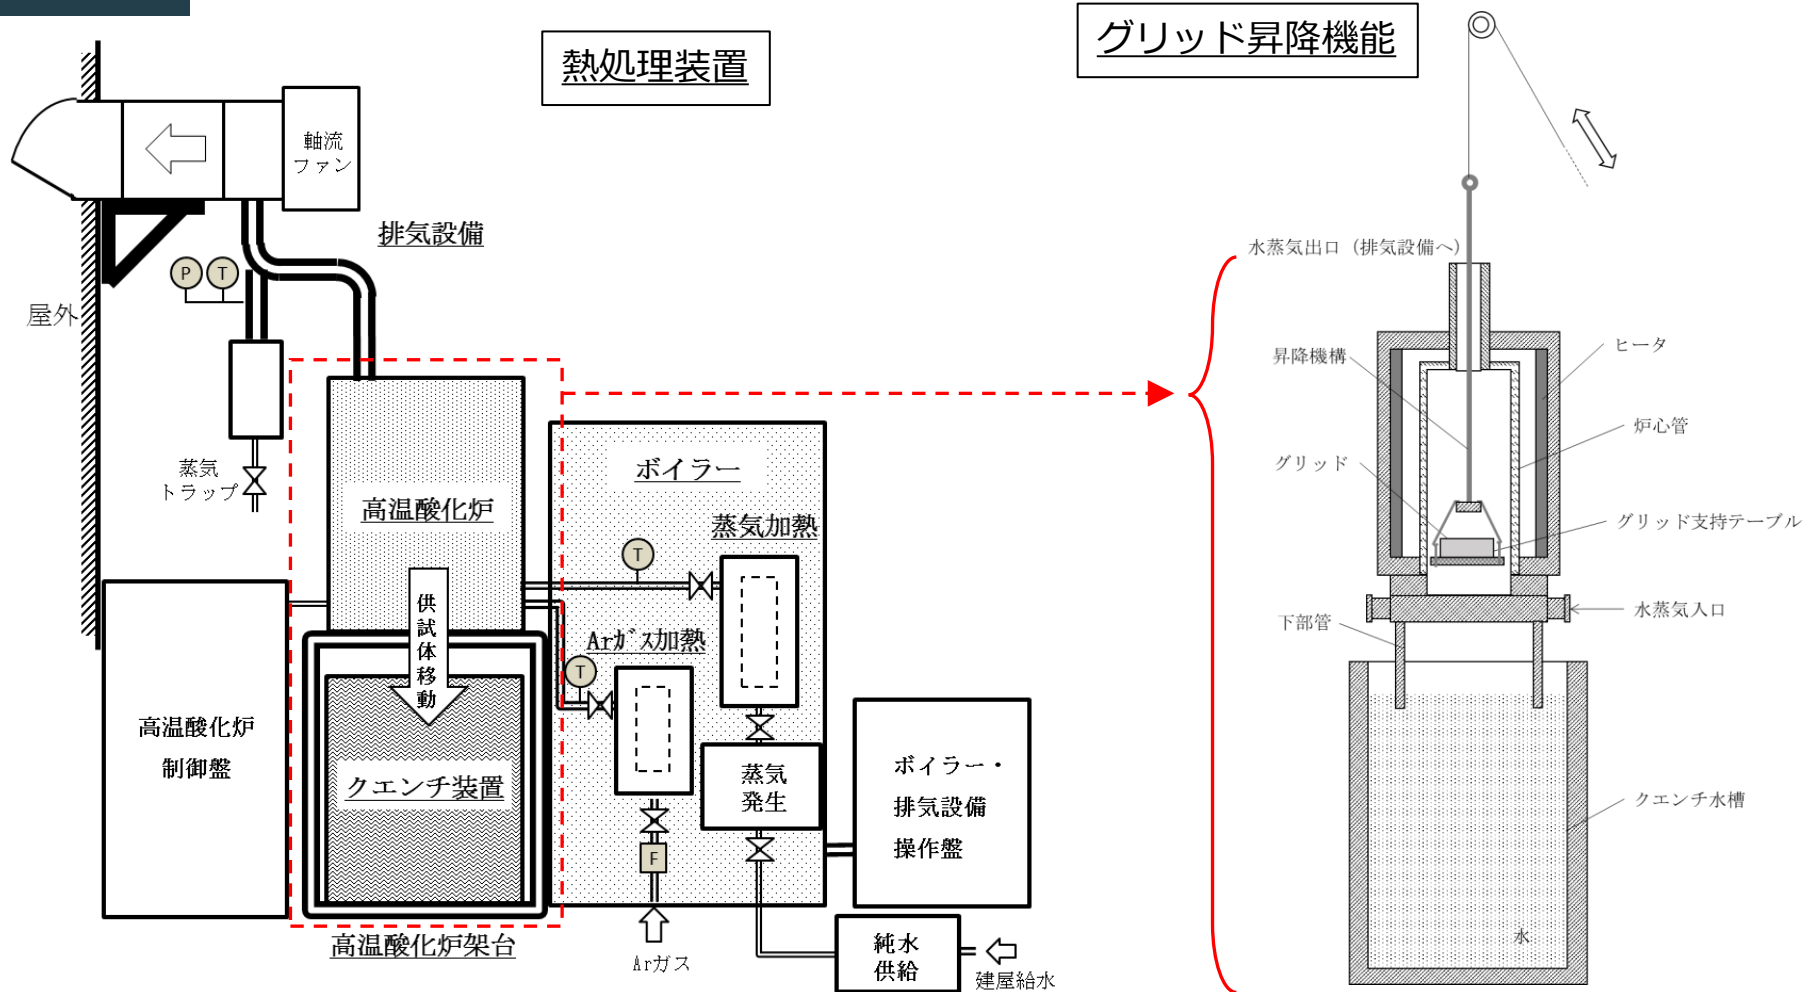 熱処理装置
グリッド昇降機能
軸流
ファン
排気設備
P
T
屋外
蒸気
トラップ
高温酸化炉
供試体移動
クエンチ装置
高温酸化炉架台
高温酸化炉
制御盤
ボイラー
蒸気加熱
T
Arガス加熱
T
蒸気
発生
F
Arガス
ボイラー・
排気設備
操作盤
純水
供給
建屋給水
水蒸気出口（排気設備へ）
昇降機構
グリッド
下部管
ヒータ
炉心管
グリッド支持テーブル
水蒸気入口
クエンチ水槽
水